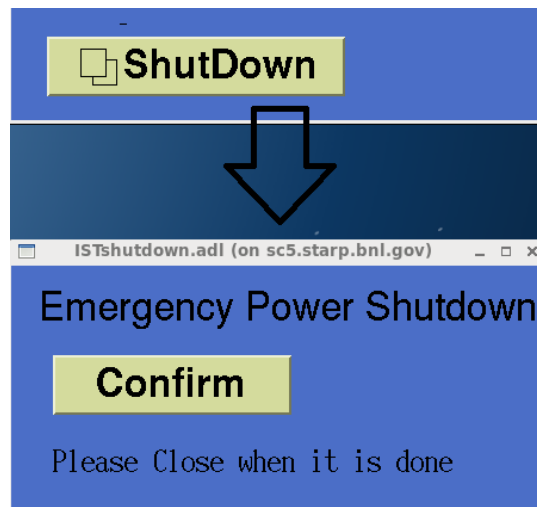 ShutDown
ISTshutdown.adl (on sc5.starp.bnl.gov)
Emergency Power Shutdown
Confirm
Please Close when it is done